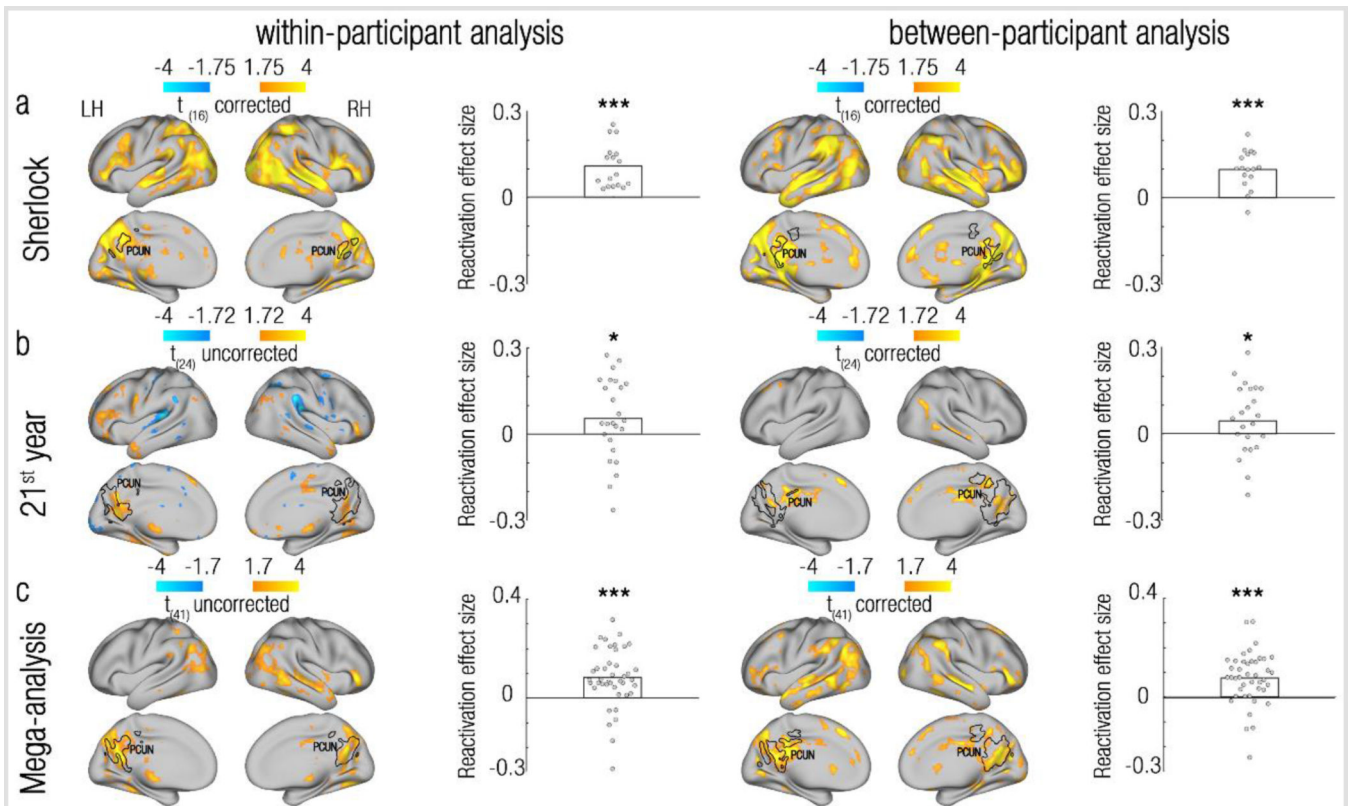 within-participant analysis between-participant analysis
-4 -1.75 1.75 4 -4 -1.75 1.75 4
a LH t(16) corrected RH *** t(16) corrected ***
Sherlock
Reactivation effect size 0.3 0 -0.3
Reactivation effect size 0.3 0 -0.3
PCUN PCUN PCUN PCUN
-4 -1.72 1.72 4 -4 -1.72 1.72 4
b t(24) uncorrected * t(24) corrected *
21st year
Reactivation effect size 0.3 0 -0.3
Reactivation effect size 0.3 0 -0.3
PCUN PCUN PCUN PCUN
-4 -1.7 1.7 4 -4 -1.7 1.7 4
c t(41) uncorrected *** t(41) corrected ***
Mega-analysis
Reactivation effect size 0.4 0 -0.3
Reactivation effect size 0.4 0 -0.3
PCUN PCUN PCUN PCUN